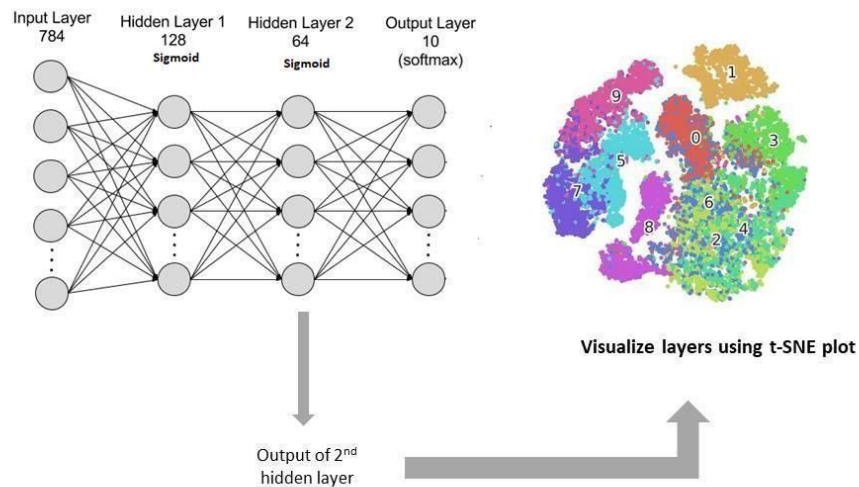 Input Layer
784
Hidden Layer 1
128
Sigmoid
Hidden Layer 2
64
Sigmoid
Output Layer
10
(softmax)
1
9
0
3
5
7
6
8
2
4
Visualize layers using t-SNE plot
Output of 2nd
hidden layer